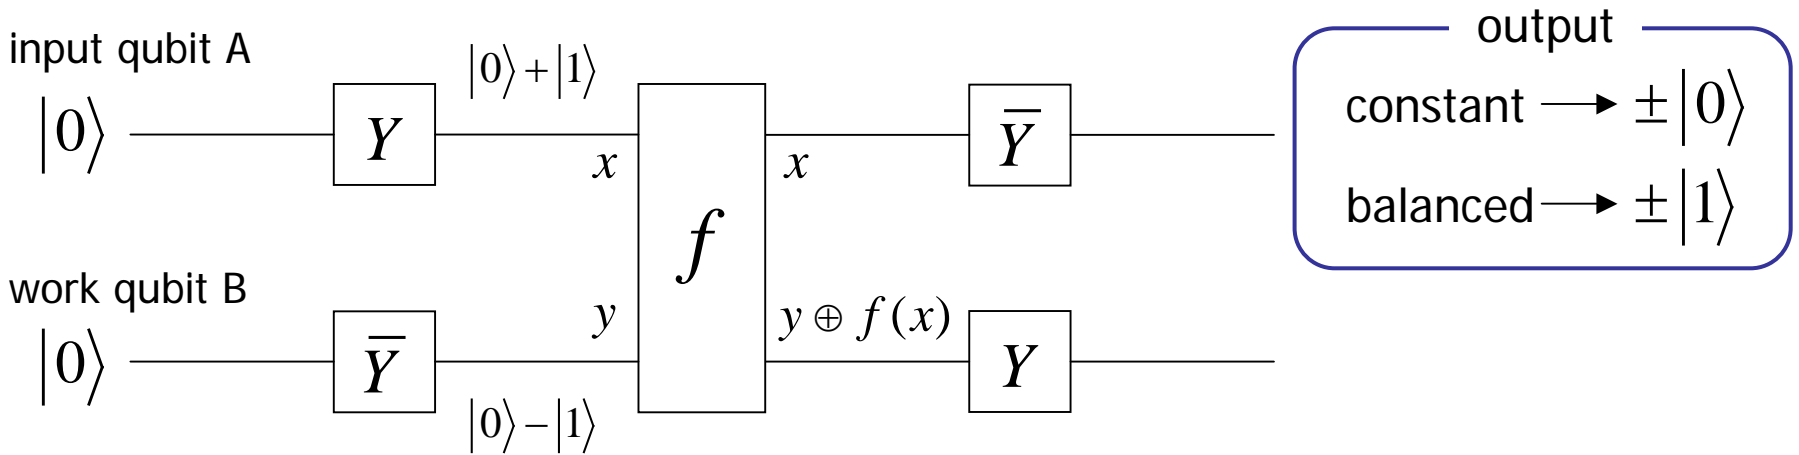 input qubit A
|0⟩
Y
|0⟩+|1⟩
x
f
x
Y̅
work qubit B
|0⟩
Y̅
|0⟩−|1⟩
y
y ⊕ f(x)
Y
output
constant → ±|0⟩
balanced → ±|1⟩